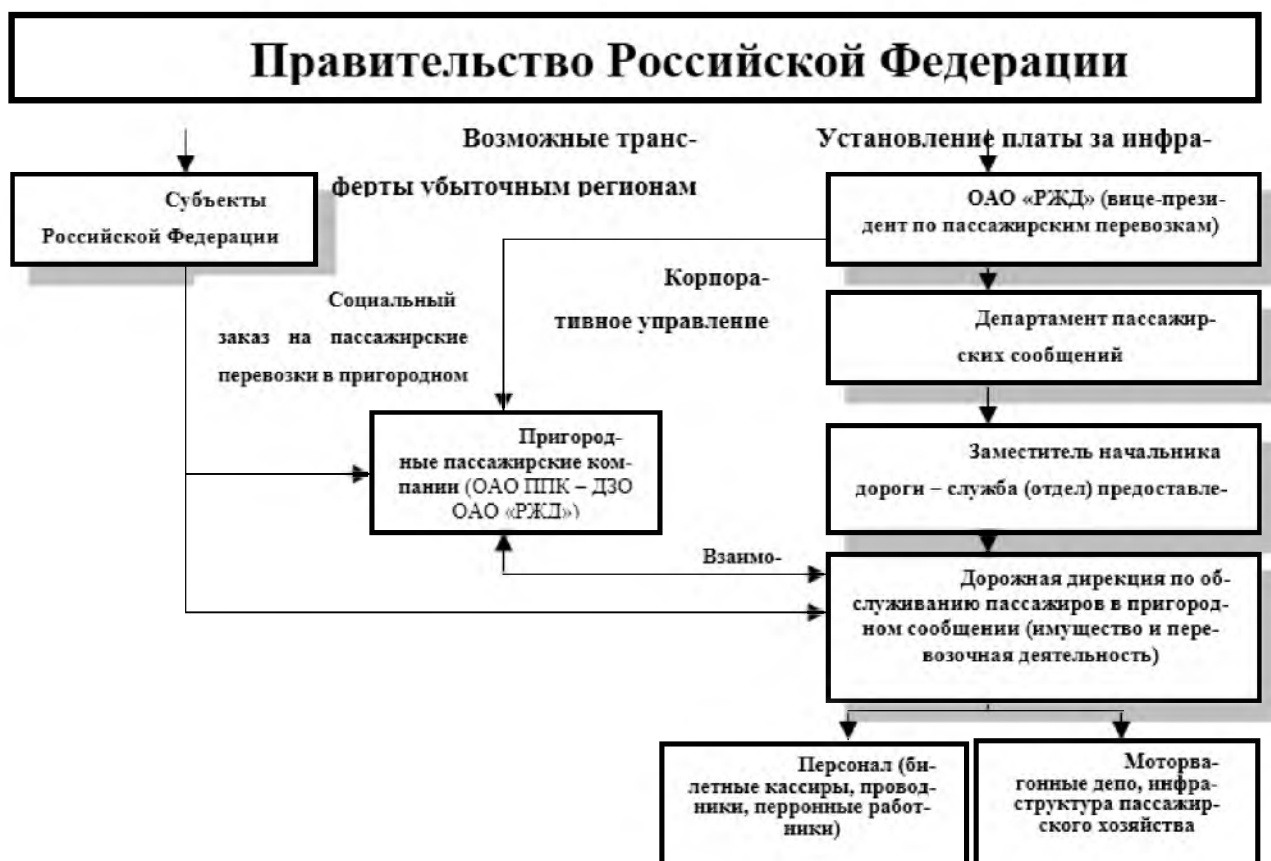 Правительство Российской Федерации
Возможные транс-
ферты убыточным регионам
Установление платы за инфра-
Субъекты
Российской Федерации
ОАО «РЖД» (вице-прези-
дент по пассажирским перевозкам)
Корпора-
тивное управление
Социальный
заказ на пассажирские
перевозки в пригородном
Департамент пассажир-
ских сообщений
Пригород-
ные пассажирские ком-
пании (ОАО ППК – ДЗО
ОАО «РЖД»)
Заместитель начальника
дороги – служба (отдел) предоставле-
Взаимо-
Дорожная дирекция по об-
служиванию пассажиров в пригород-
ном сообщении (имущество и пере-
возочная деятельность)
Персонал (би-
летные кассиры, провод-
ники, перронные работ-
ники)
Моторва-
гонные депо, инфра-
структура пассажир-
ского хозяйства